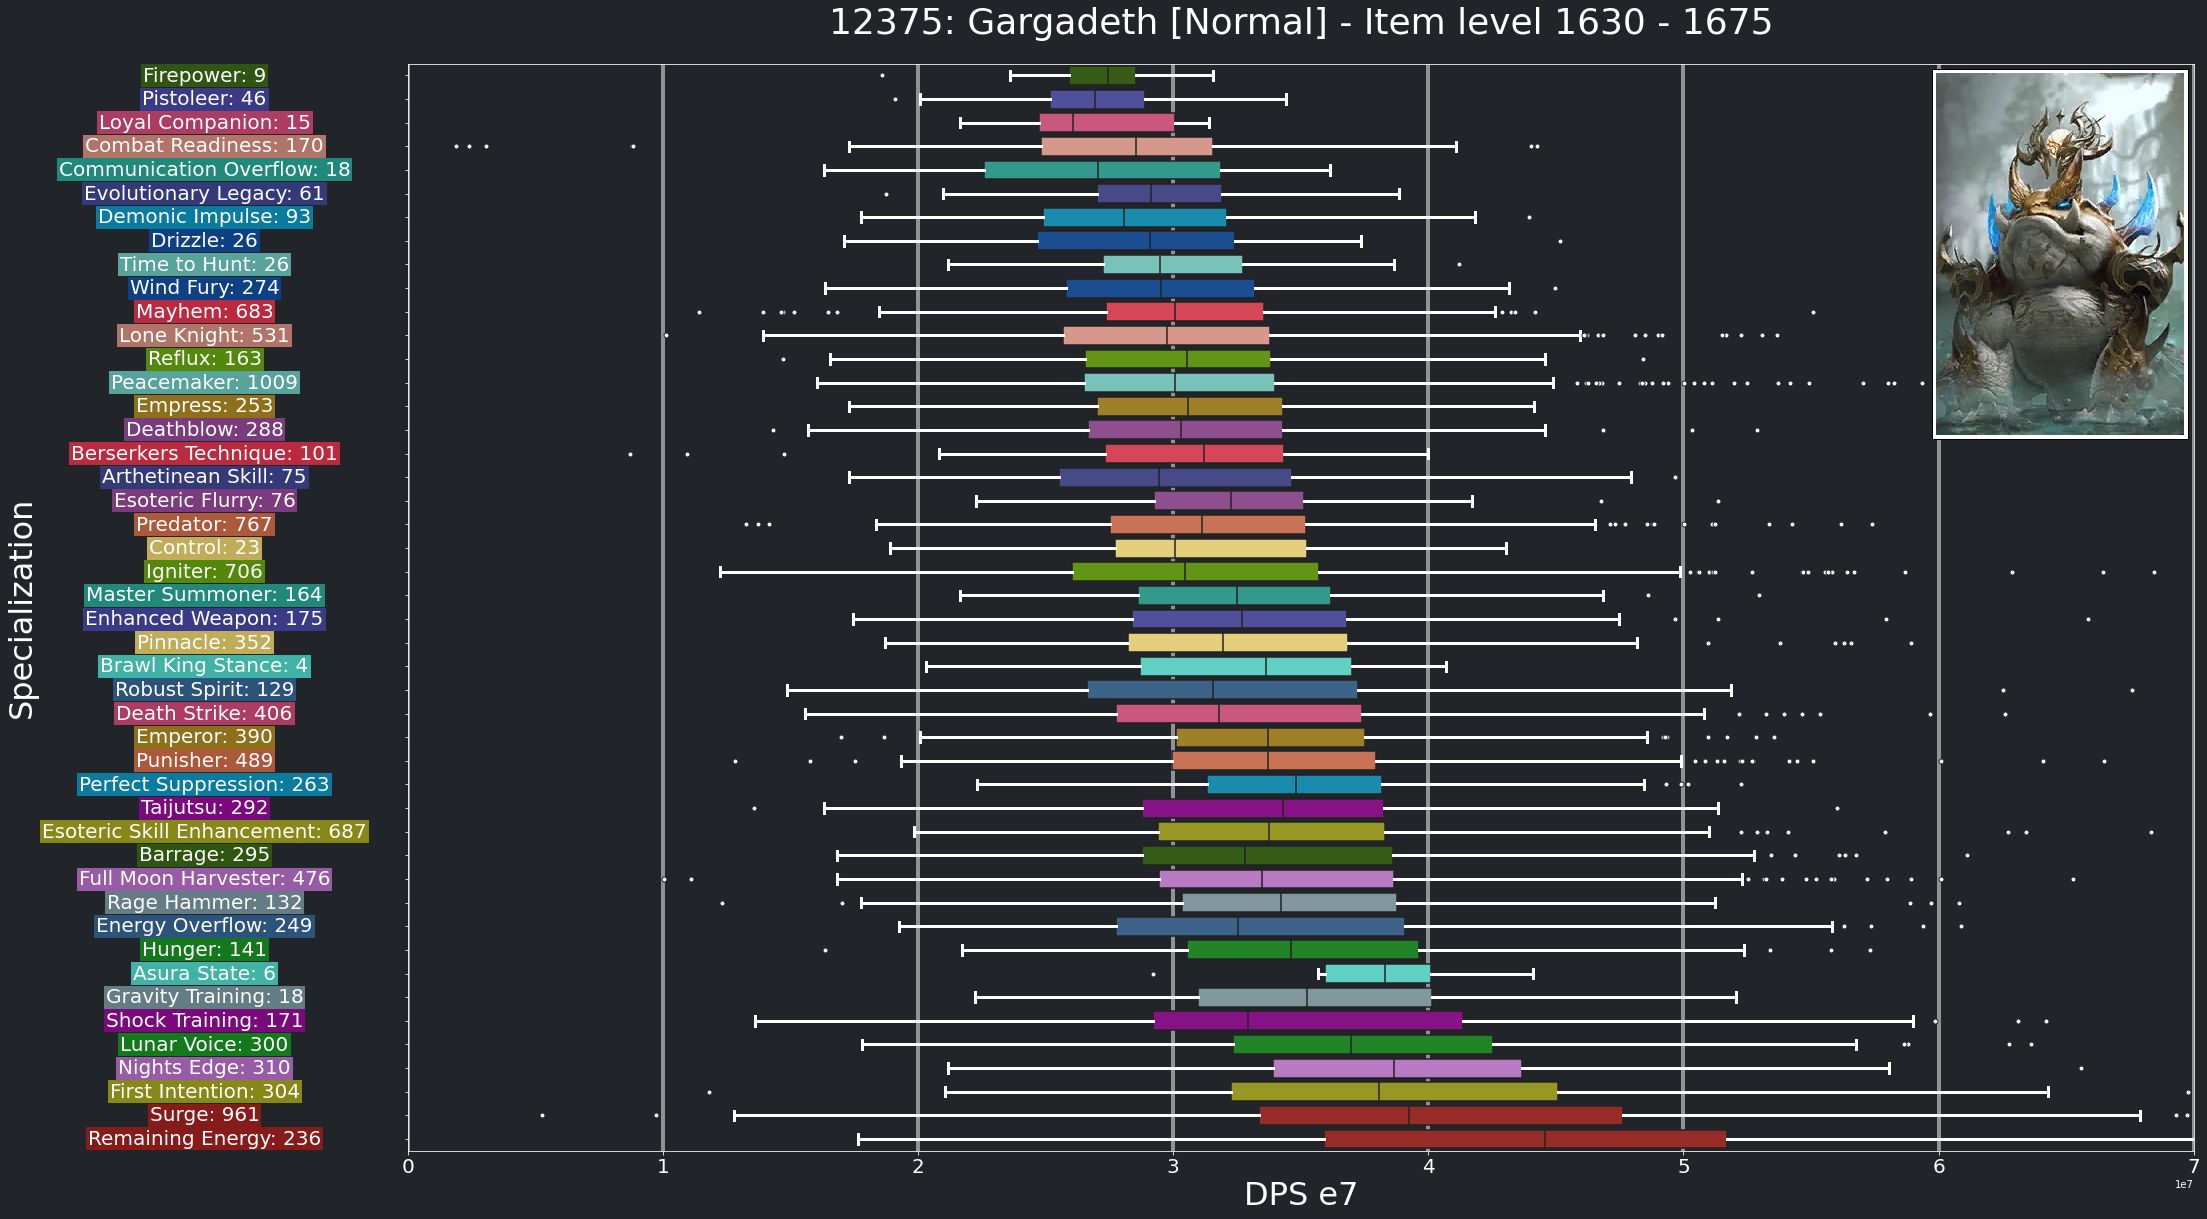 12375: Gargadeth [Normal] - Item level 1630 - 1675
Specialization
Firepower: 9
Pistoleer: 46
Loyal Companion: 15
Combat Readiness: 170
Communication Overflow: 18
Evolutionary Legacy: 61
Demonic Impulse: 93
Drizzle: 26
Time to Hunt: 26
Wind Fury: 274
Mayhem: 683
Lone Knight: 531
Reflux: 163
Peacemaker: 1009
Empress: 253
Deathblow: 288
Berserkers Technique: 101
Arthetinean Skill: 75
Esoteric Flurry: 76
Predator: 767
Control: 23
Igniter: 706
Master Summoner: 164
Enhanced Weapon: 175
Pinnacle: 352
Brawl King Stance: 4
Robust Spirit: 129
Death Strike: 406
Emperor: 390
Punisher: 489
Perfect Suppression: 263
Taijutsu: 292
Esoteric Skill Enhancement: 687
Barrage: 295
Full Moon Harvester: 476
Rage Hammer: 132
Energy Overflow: 249
Hunger: 141
Asura State: 6
Gravity Training: 18
Shock Training: 171
Lunar Voice: 300
Nights Edge: 310
First Intention: 304
Surge: 961
Remaining Energy: 236
0 1 2 3 4 5 6 7
1e7
DPS e7